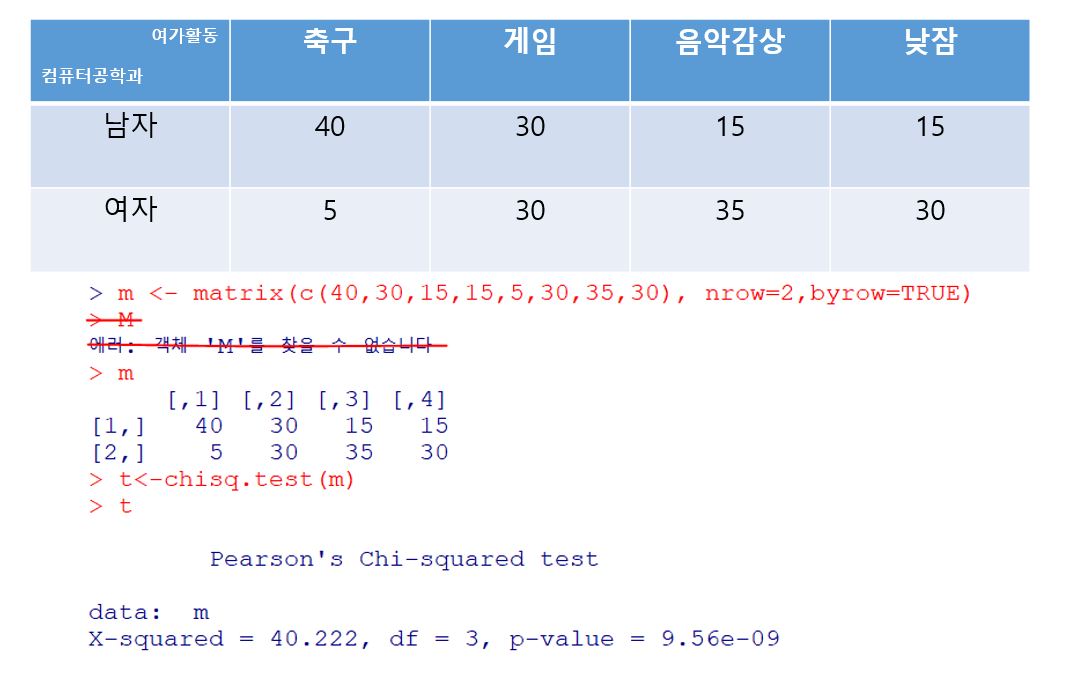 여가활동
컴퓨터공학과
축구 게임 음악감상 낮잠
남자 40 30 15 15
여자 5 30 35 30
> m <- matrix(c(40,30,15,15,5,30,35,30), nrow=2,byrow=TRUE)
> M
에러: 객체 'M'를 찾을 수 없습니다
> m
[,1] [,2] [,3] [,4]
[1,] 40 30 15 15
[2,] 5 30 35 30
> t<-chisq.test(m)
> t
Pearson's Chi-squared test
data: m
X-squared = 40.222, df = 3, p-value = 9.56e-09